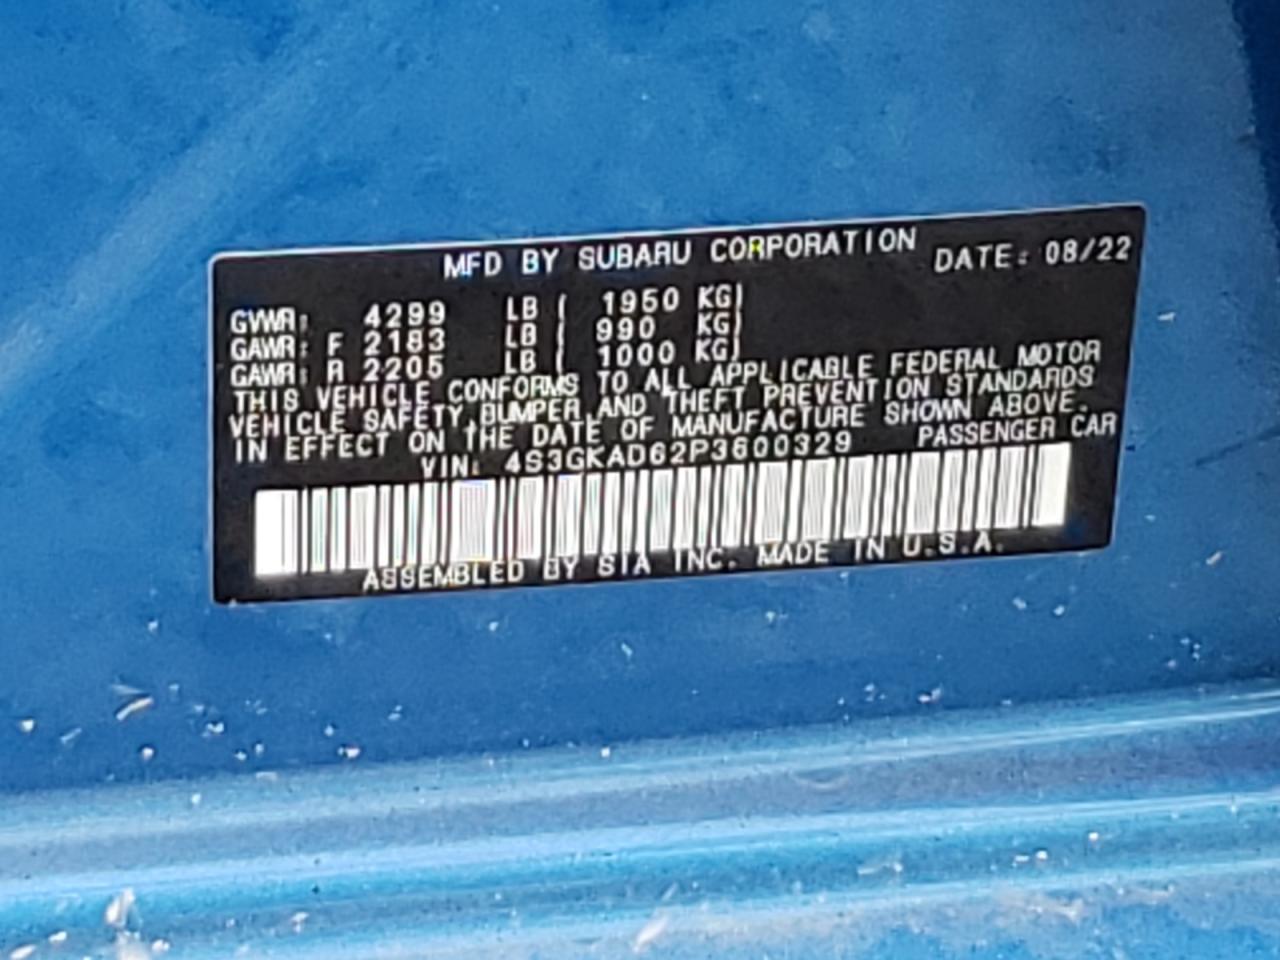 MFD BY SUBARU CORPORATION DATE: 08/22
GVWR: 4299 LB ( 1950 KG)
GAWR: F 2183 LB ( 990 KG)
GAWR: R 2205 LB ( 1000 KG)
THIS VEHICLE CONFORMS TO ALL APPLICABLE FEDERAL MOTOR
VEHICLE SAFETY, BUMPER AND THEFT PREVENTION STANDARDS
IN EFFECT ON THE DATE OF MANUFACTURE SHOWN ABOVE.
VIN: 4S3GKAD62P3600329 PASSENGER CAR
ASSEMBLED BY SIA INC. MADE IN U.S.A.